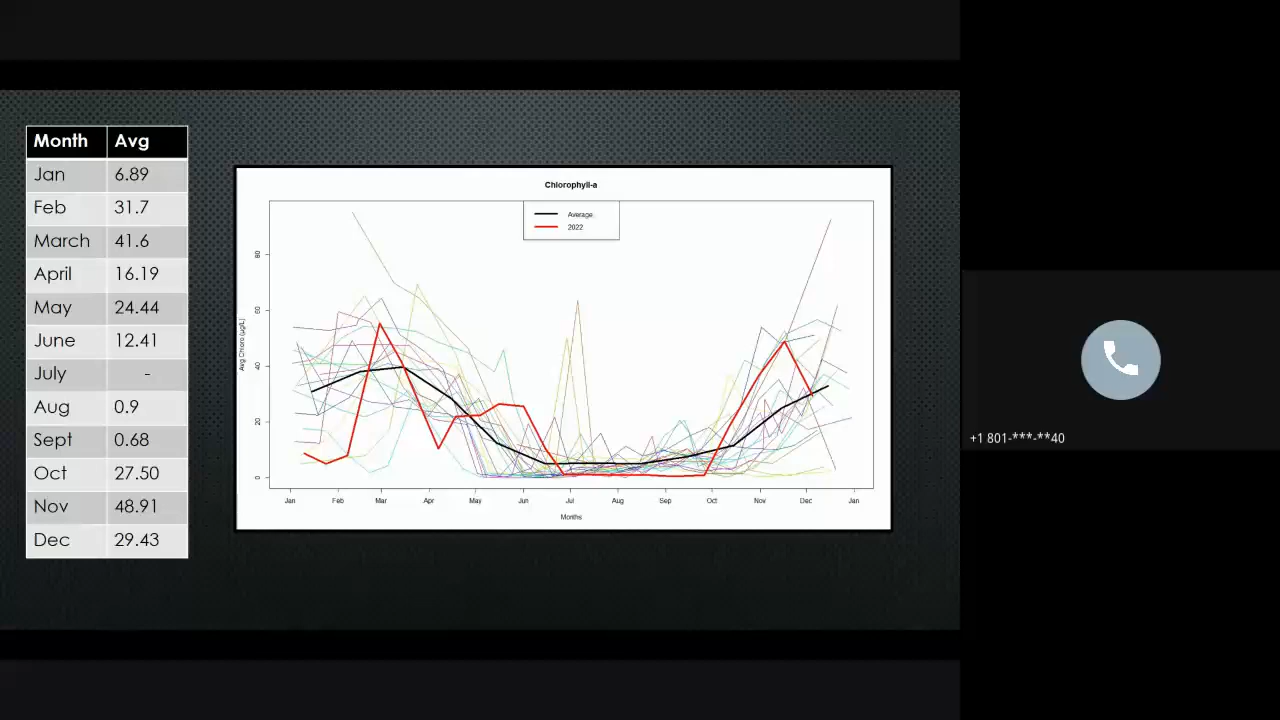 Month Avg
Jan 6.89
Feb 31.7
March 41.6
April 16.19
May 24.44
June 12.41
July -
Aug 0.9
Sept 0.68
Oct 27.50
Nov 48.91
Dec 29.43
Chlorophyll-a
Average
2022
Avg Chloro (µg/L)
80
60
40
20
0
Jan Feb Mar Apr May Jun Jul Aug Sep Oct Nov Dec Jan
Months
+1 801-***-**40